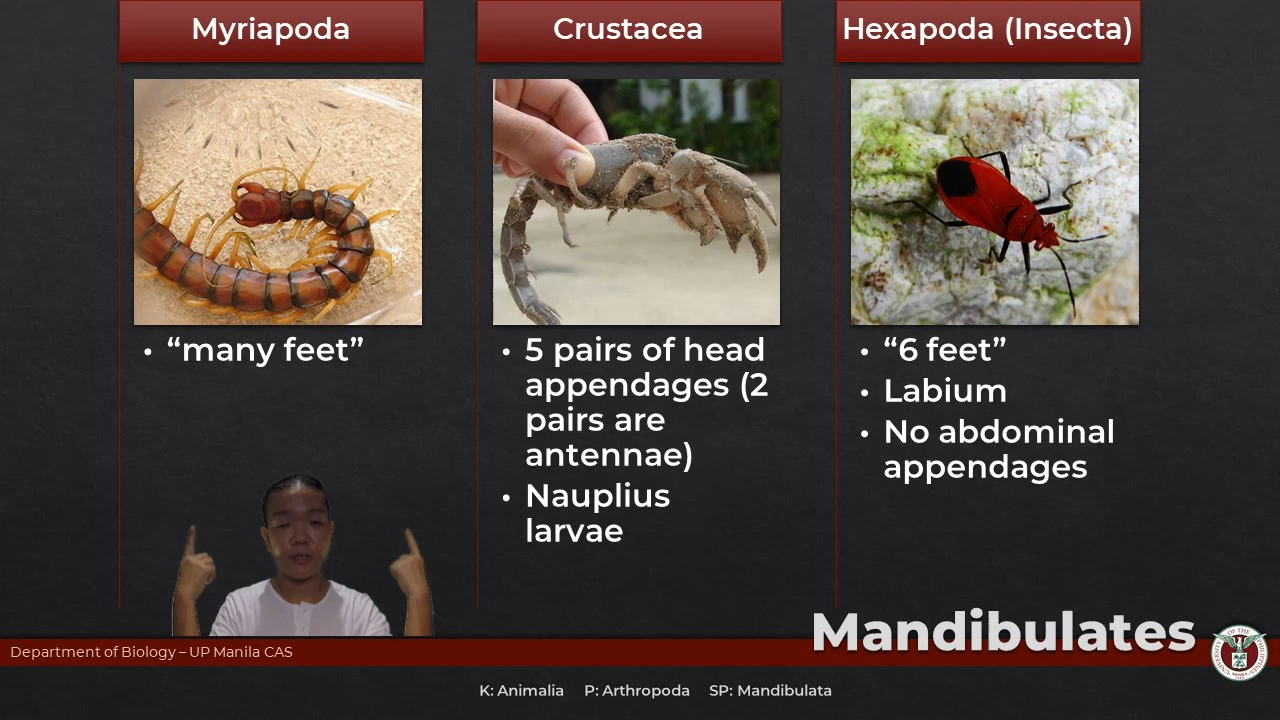 Myriapoda
Crustacea
Hexapoda (Insecta)
• “many feet”
• 5 pairs of head
appendages (2
pairs are
antennae)
• Nauplius
larvae
• “6 feet”
• Labium
• No abdominal
appendages
Mandibulates
Department of Biology – UP Manila CAS
K: Animalia P: Arthropoda SP: Mandibulata